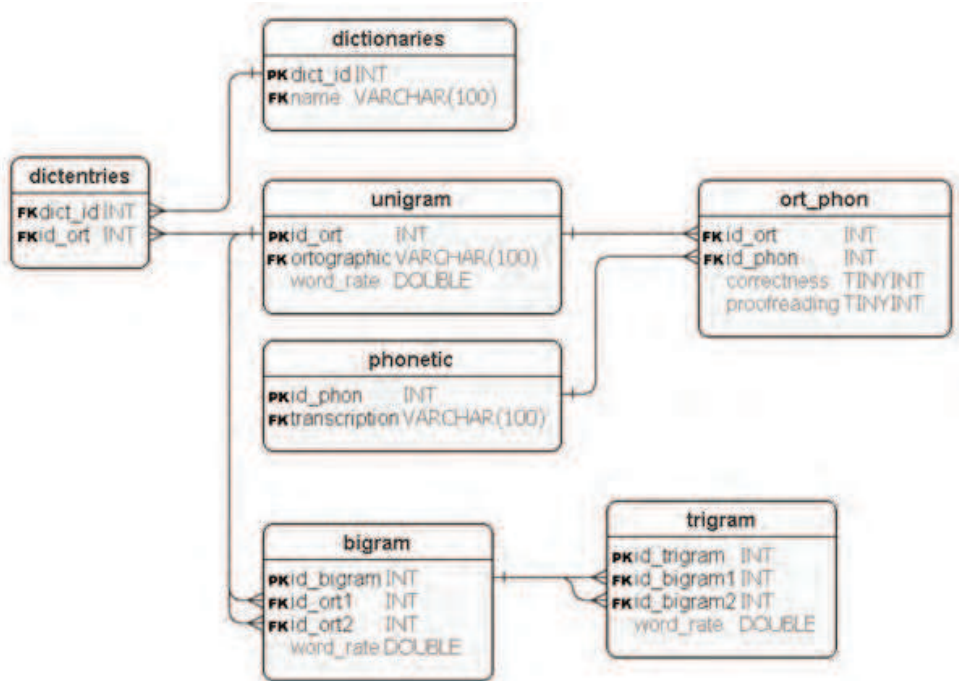 dictionaries
PK dict_id INT
FK name VARCHAR(100)
dictentries
FK dict_id INT
FK id_ort INT
unigram
PK id_ort INT
FK ortographic VARCHAR(100)
word_rate DOUBLE
ort_phon
FK id_ort INT
FK id_phon INT
correctness TINYINT
proofreading TINYINT
phonetic
PK id_phon INT
FK transcription VARCHAR(100)
bigram
PK id_bigram INT
FK id_ort1 INT
FK id_ort2 INT
word_rate DOUBLE
trigram
PK id_trigram INT
FK id_bigram1 INT
FK id_bigram2 INT
word_rate DOUBLE